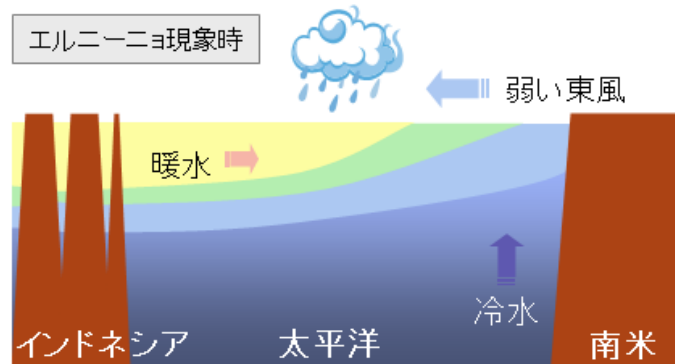 エルニーニョ現象時
弱い東風
暖水
冷水
インドネシア
太平洋
南米